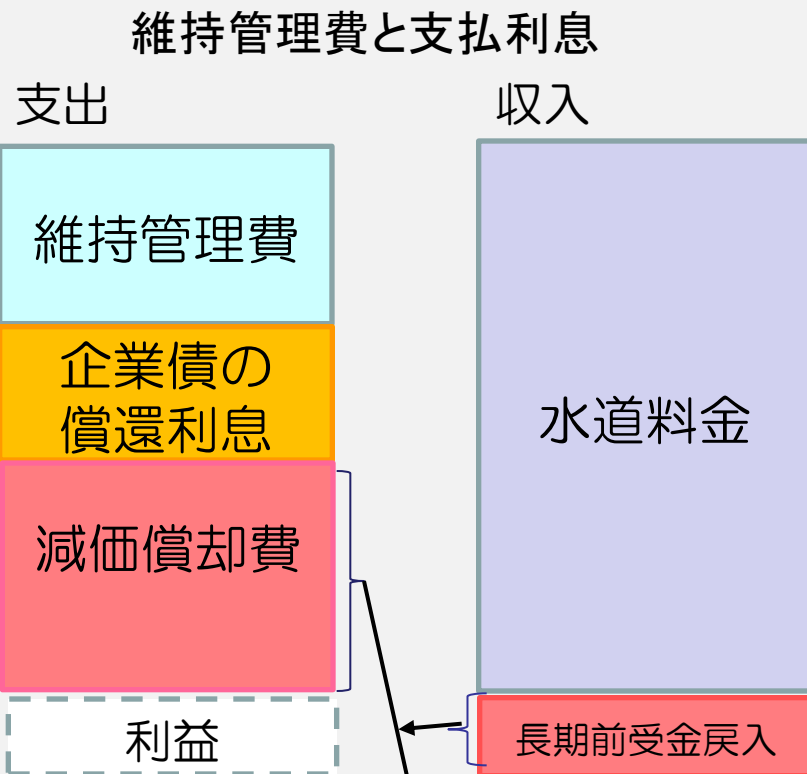 維持管理費と支払利息
支出
収入
維持管理費
企業債の
償還利息
減価償却費
利益
水道料金
長期前受金戻入